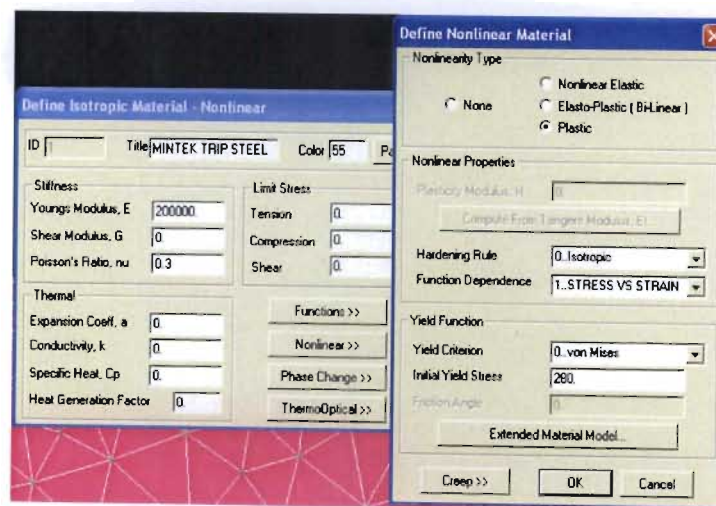 Define Isotropic Material - Nonlinear
ID 1 Title MINTEK TRIP STEEL Color 55 Pa
Stiffness
Youngs Modulus, E 200000.
Shear Modulus, G 0.
Poisson's Ratio, nu 0.3
Limit Stress
Tension 0.
Compression 0.
Shear 0.
Thermal
Expansion Coeff, a 0.
Conductivity, k 0.
Specific Heat, Cp 0.
Heat Generation Factor 0.
Functions >>
Nonlinear >>
Phase Change >>
ThermoOptical >>
Define Nonlinear Material
Nonlinearity Type
None
Nonlinear Elastic
Elasto-Plastic ( Bi-Linear )
Plastic
Nonlinear Properties
Plasticity Modulus, H 0.
Compute From Tangent Modulus, Et...
Hardening Rule 0..Isotropic
Function Dependence 1..STRESS VS STRAIN
Yield Function
Yield Criterion 0..von Mises
Initial Yield Stress 280.
Friction Angle 0.
Extended Material Model...
Creep >>
OK
Cancel